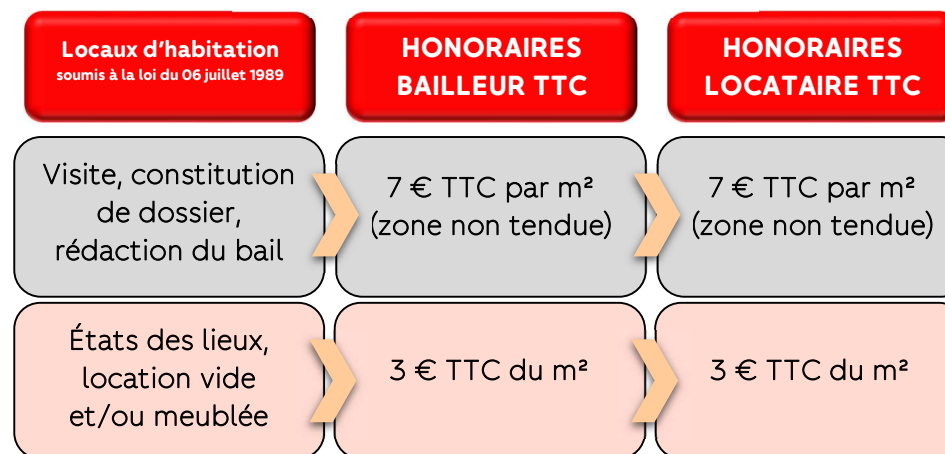 Locaux d’habitation
soumis à la loi du 06 juillet 1989
HONORAIRES
BAILLEUR TTC
HONORAIRES
LOCATAIRE TTC
Visite, constitution
de dossier,
rédaction du bail
7 € TTC par m²
(zone non tendue)
7 € TTC par m²
(zone non tendue)
États des lieux,
location vide
et/ou meublée
3 € TTC du m²
3 € TTC du m²